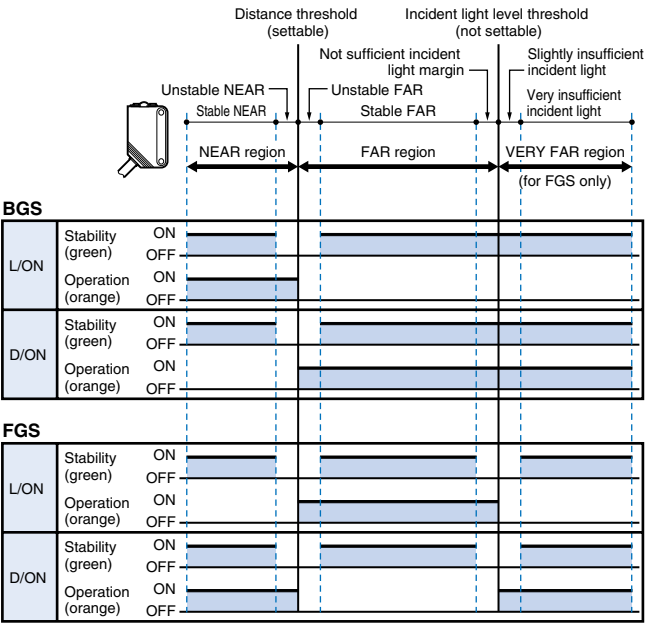 Distance threshold
(settable)
Incident light level threshold
(not settable)
Not sufficient incident
light margin
Slightly insufficient
incident light
Unstable NEAR
Unstable FAR
Very insufficient
incident light
Stable NEAR
Stable FAR
NEAR region
FAR region
VERY FAR region
(for FGS only)
BGS
L/ON
Stability
(green)
ON
OFF
Operation
(orange)
ON
OFF
D/ON
Stability
(green)
ON
OFF
Operation
(orange)
ON
OFF
FGS
L/ON
Stability
(green)
ON
OFF
Operation
(orange)
ON
OFF
D/ON
Stability
(green)
ON
OFF
Operation
(orange)
ON
OFF